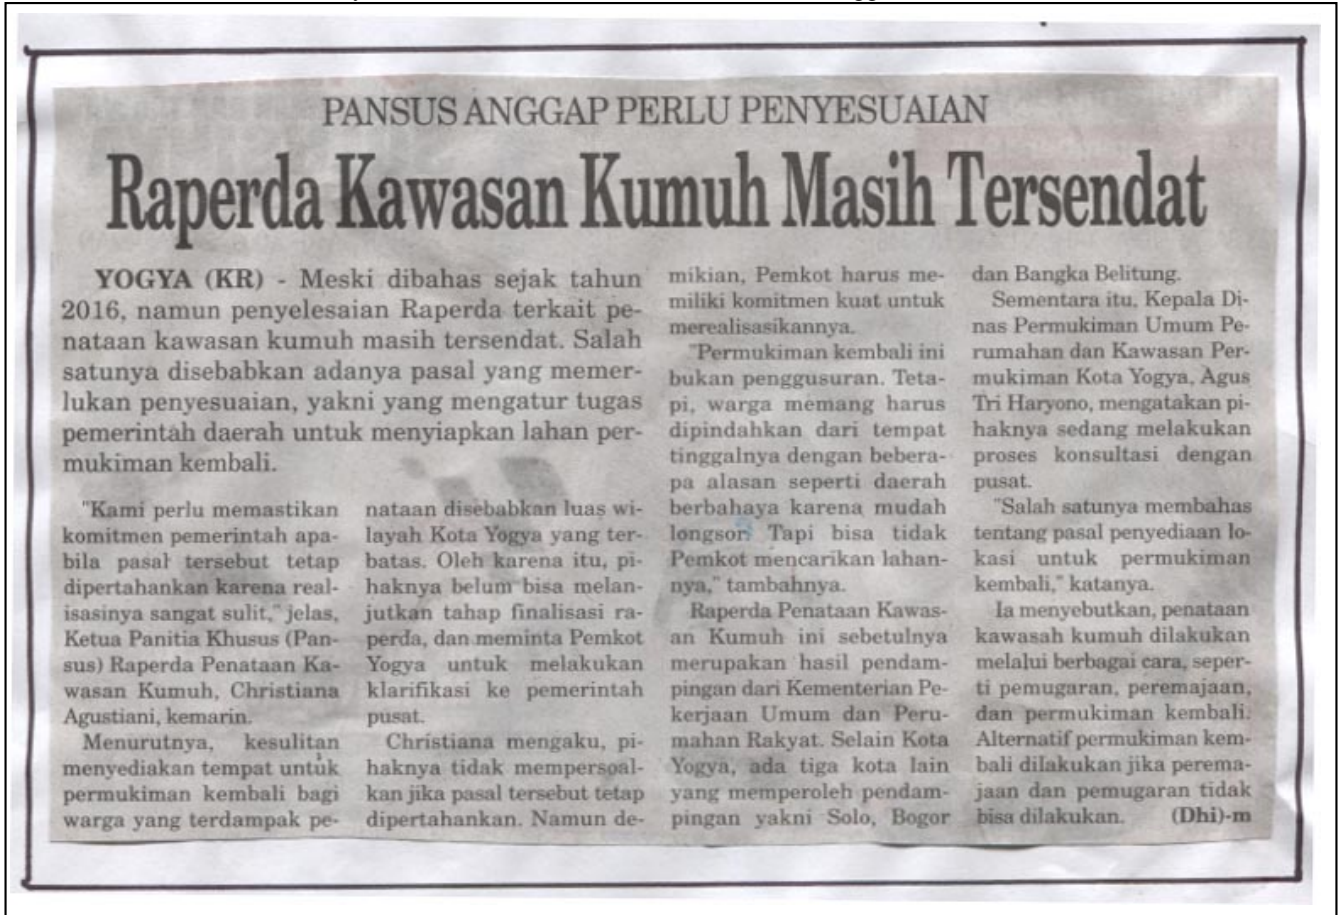 PANSUS ANGGAP PERLU PENYESUAIAN
Raperda Kawasan Kumuh Masih Tersendat
YOGYA (KR) - Meski dibahas sejak tahun
2016, namun penyelesaian Raperda terkait pe-
nataan kawasan kumuh masih tersendat. Salah
satunya disebabkan adanya pasal yang memer-
lukan penyesuaian, yakni yang mengatur tugas
pemerintah daerah untuk menyiapkan lahan per-
mukiman kembali.
"Kami perlu memastikan
komitmen pemerintah apa-
bila pasal tersebut tetap
dipertahankan karena real-
isasinya sangat sulit," jelas,
Ketua Panitia Khusus (Pan-
sus) Raperda Penataan Ka-
wasan Kumuh, Christiana
Agustiani, kemarin.
Menurutnya, kesulitan
menyediakan tempat untuk
permukiman kembali bagi
warga yang terdampak pe-
nataan disebabkan luas wi-
layah Kota Yogya yang ter-
batas. Oleh karena itu, pi-
haknya belum bisa melan-
jutkan tahap finalisasi ra-
perda, dan meminta Pemkot
Yogya untuk melakukan
klarifikasi ke pemerintah
pusat.
Christiana mengaku, pi-
haknya tidak mempersoal-
kan jika pasal tersebut tetap
dipertahankan. Namun de-
mikian, Pemkot harus me-
miliki komitmen kuat untuk
merealisasikannya.
"Permukiman kembali ini
bukan penggusuran. Teta-
pi, warga memang harus
dipindahkan dari tempat
tinggalnya dengan bebera-
pa alasan seperti daerah
berbahaya karena mudah
longsor. Tapi bisa tidak
Pemkot mencarikan lahan-
nya," tambahnya.
Raperda Penataan Kawas-
an Kumuh ini sebetulnya
merupakan hasil pendam-
pingan dari Kementerian Pe-
kerjaan Umum dan Peru-
mahan Rakyat. Selain Kota
Yogya, ada tiga kota lain
yang memperoleh pendam-
pingan yakni Solo, Bogor
dan Bangka Belitung.
Sementara itu, Kepala Di-
nas Permukiman Umum Pe-
rumahan dan Kawasan Per-
mukiman Kota Yogya, Agus
Tri Haryono, mengatakan pi-
haknya sedang melakukan
proses konsultasi dengan
pusat.
"Salah satunya membahas
tentang pasal penyediaan lo-
kasi untuk permukiman
kembali," katanya.
Ia menyebutkan, penataan
kawasah kumuh dilakukan
melalui berbagai cara, seper-
ti pemugaran, peremajaan,
dan permukiman kembali.
Alternatif permukiman kem-
bali dilakukan jika perema-
jaan dan pemugaran tidak
bisa dilakukan. (Dhi)-m